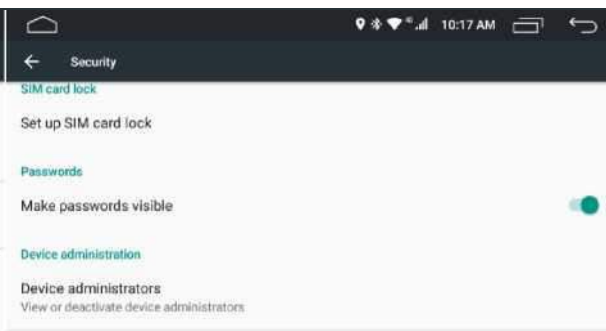 10:17 AM
Security
SIM card lock
Set up SIM card lock
Passwords
Make passwords visible
Device administration
Device administrators
View or deactivate device administrators